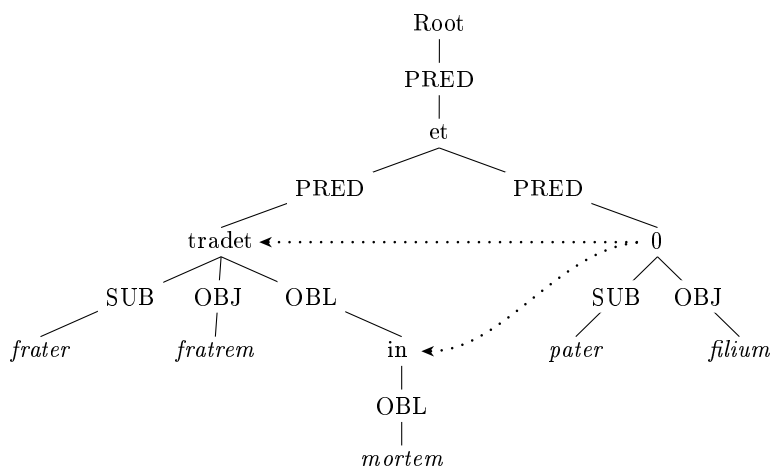 Root
PRED
et
PRED PRED
tradet 0
SUB OBJ OBL SUB OBJ
frater fratrem in pater filium
OBL
mortem